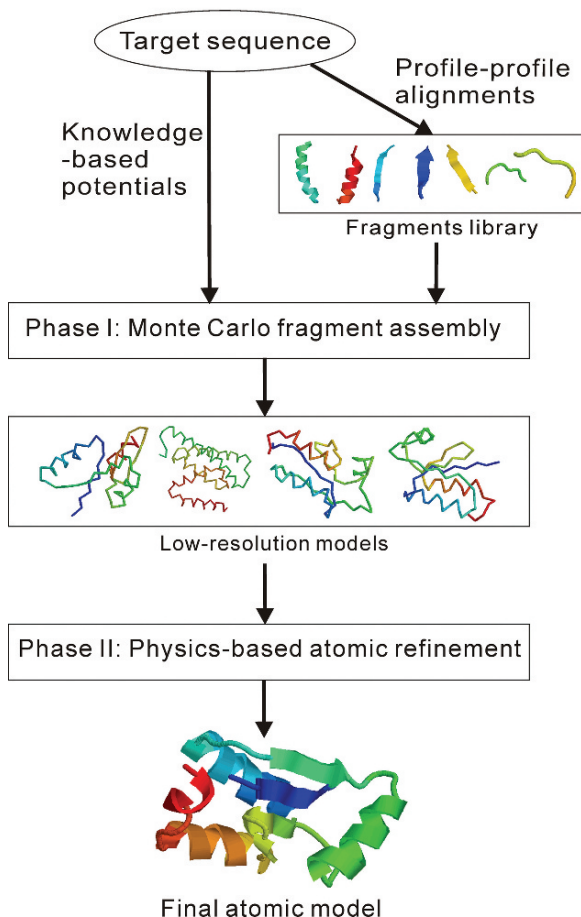 Target sequence
Profile-profile
alignments
Knowledge
-based
potentials
Fragments library
Phase I: Monte Carlo fragment assembly
Low-resolution models
Phase II: Physics-based atomic refinement
Final atomic model